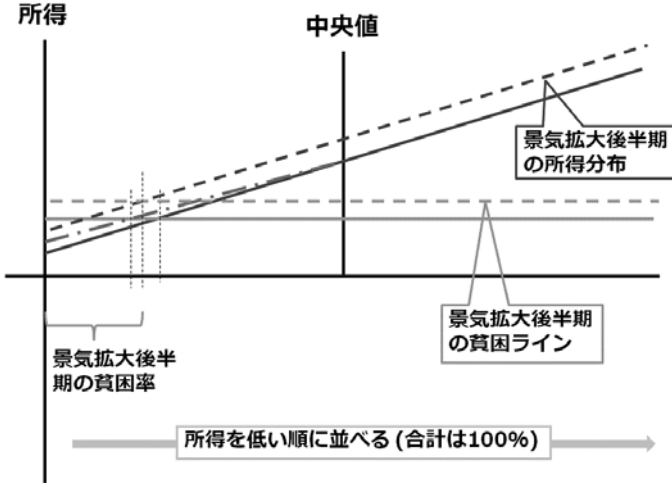 所得
中央値
景気拡大後半期
の所得分布
景気拡大後半期
の貧困ライン
景気拡大後半
期の貧困率
所得を低い順に並べる (合計は100%)